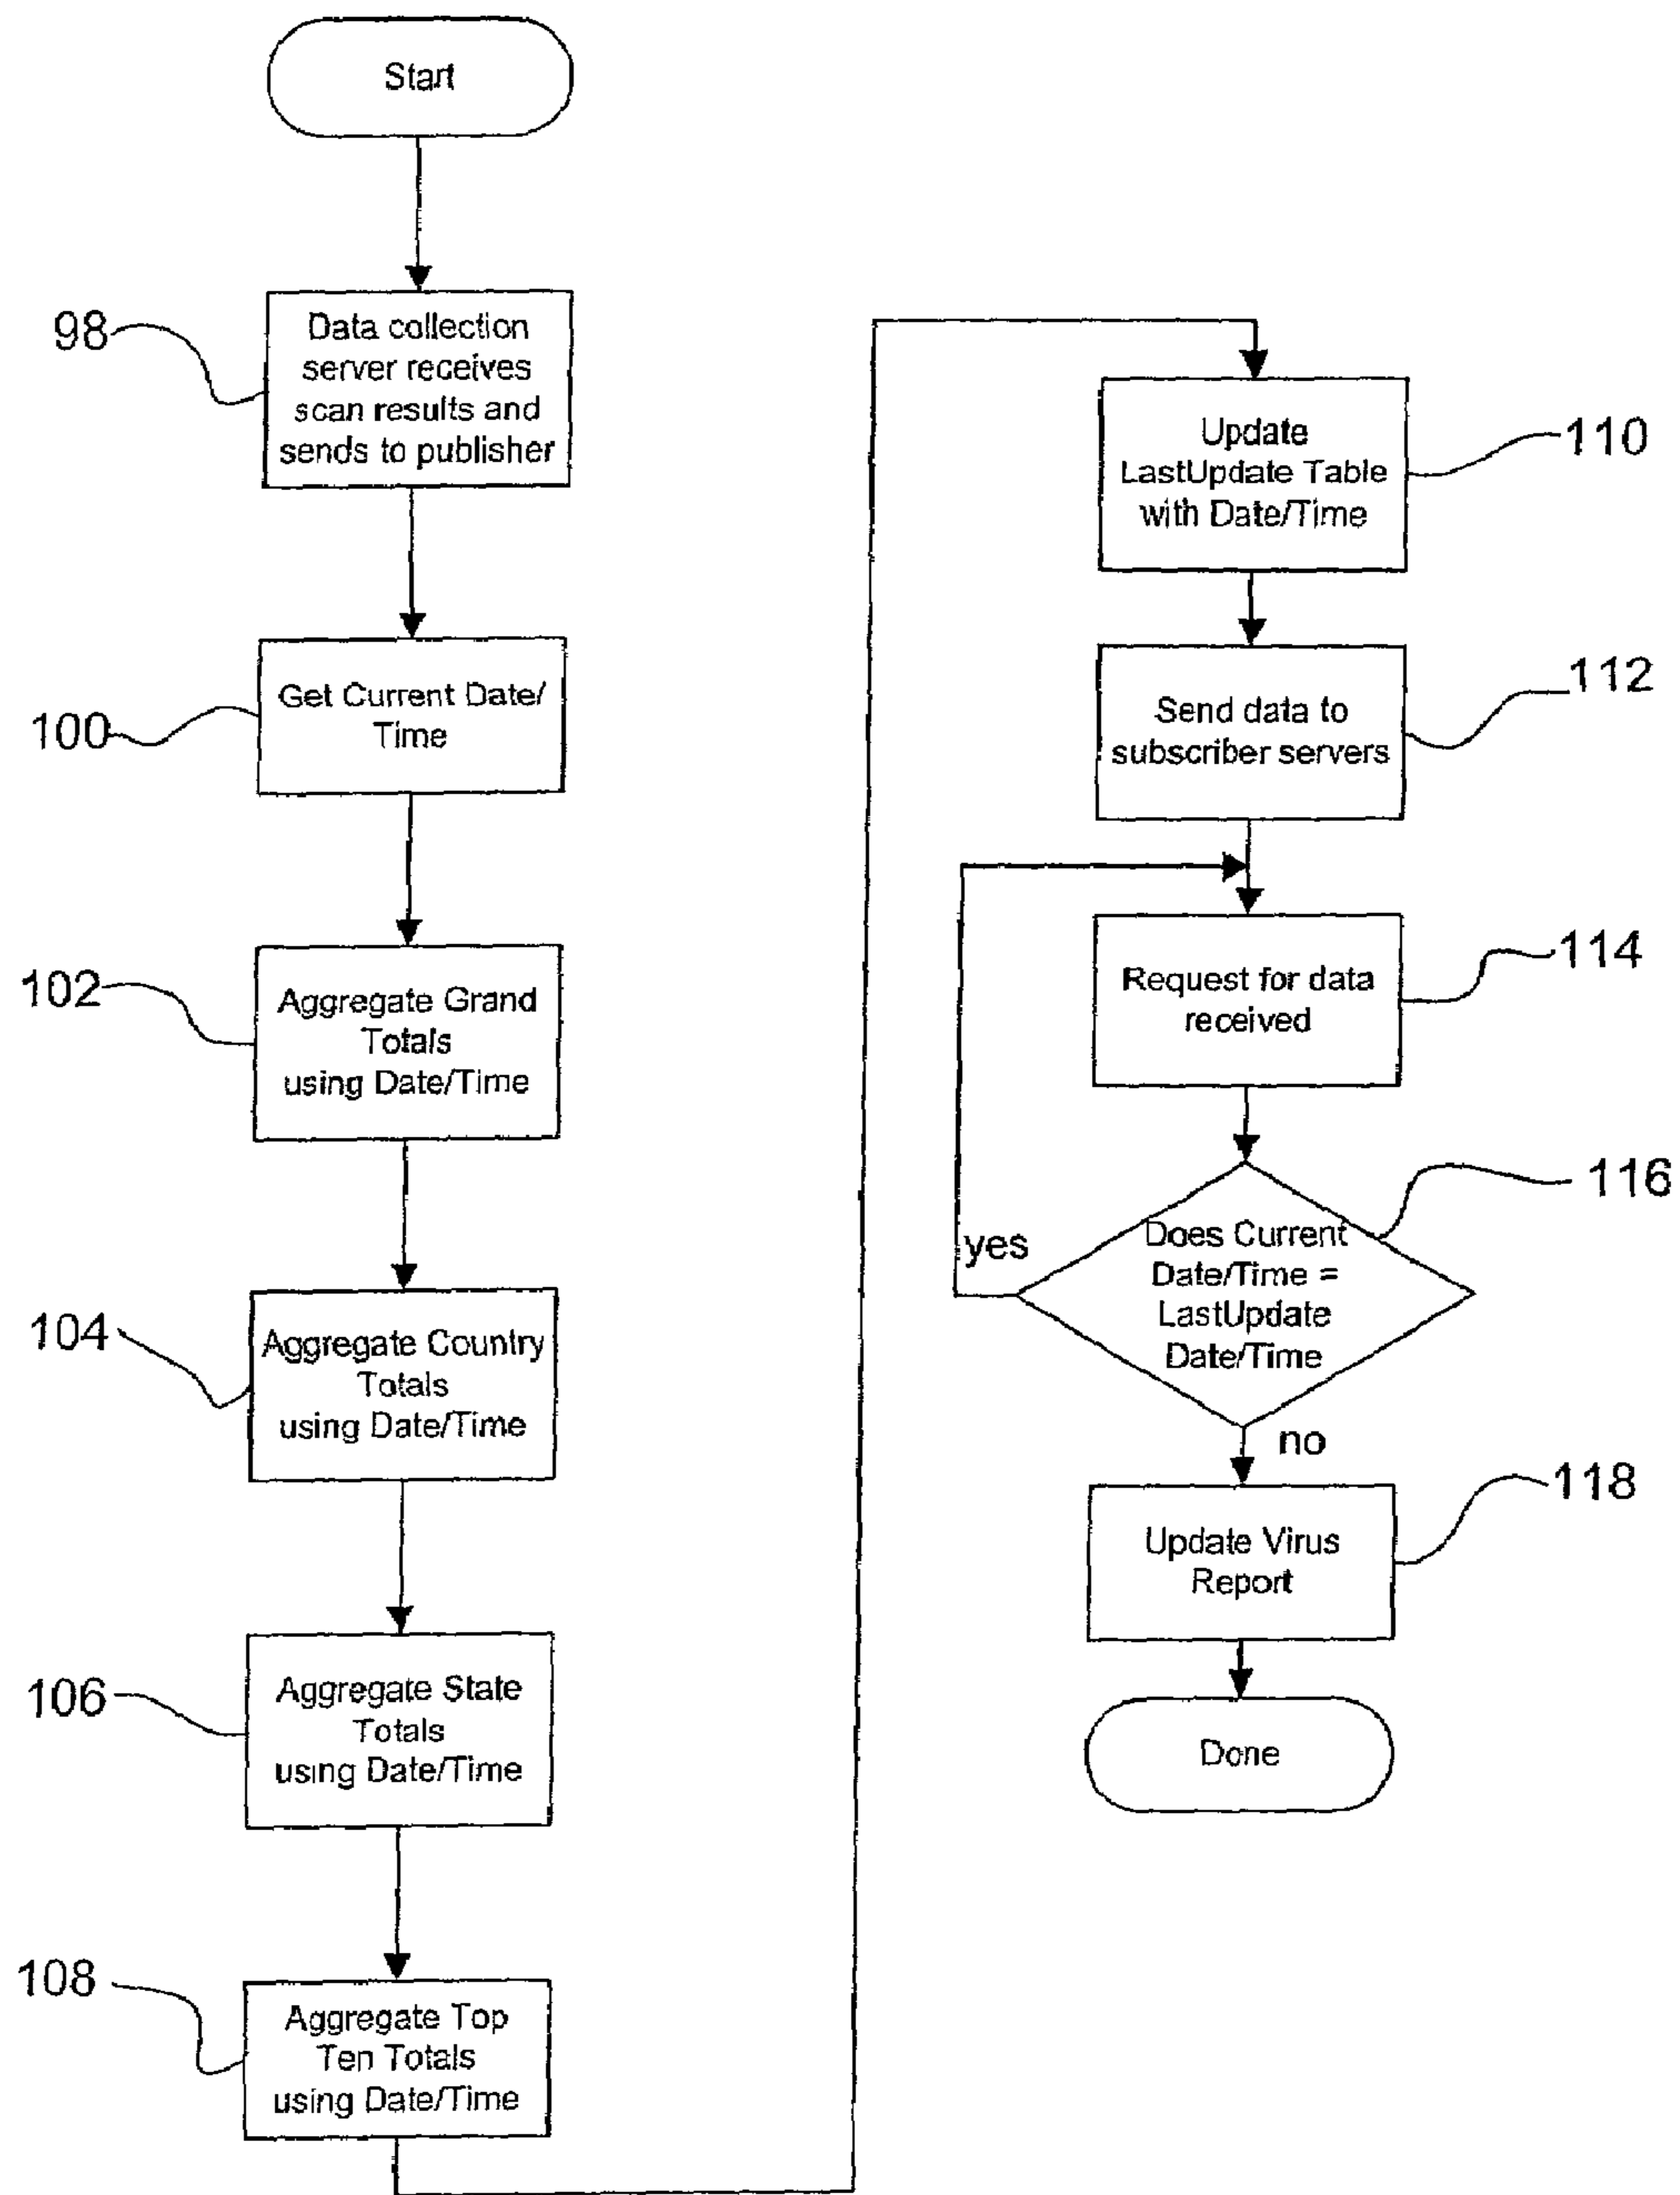 Start
98
Data collection
server receives
scan results and
sends to publisher
100
Get Current Date/
Time
102
Aggregate Grand
Totals
using Date/Time
104
Aggregate Country
Totals
using Date/Time
106
Aggregate State
Totals
using Date/Time
108
Aggregate Top
Ten Totals
using Date/Time
Update
LastUpdate Table
with Date/Time
110
Send data to
subscriber servers
112
Request for data
received
114
Does Current
Date/Time =
LastUpdate
Date/Time
116
yes
no
Update Virus
Report
118
Done